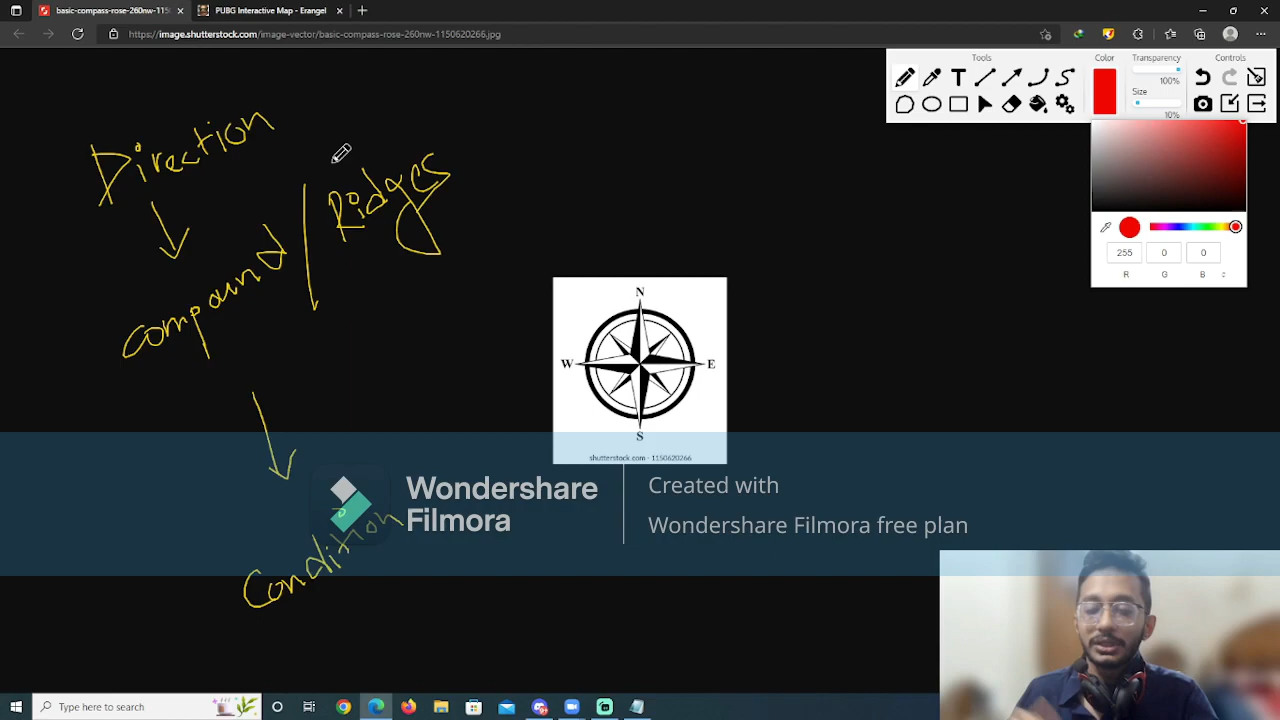 basic-compass-rose-260nw-115
PUBG Interactive Map - Erangel
https://image.shutterstock.com/image-vector/basic-compass-rose-260nw-1150620266.jpg
Tools
Color
Transparency
Controls
100%
Size
10%
T
255
0
0
R
G
B
Direction
Ridges
compound
N
W
E
S
shutterstock.com · 1150620266
Wondershare
Filmora
Created with
Wondershare Filmora free plan
Condition
Type here to search